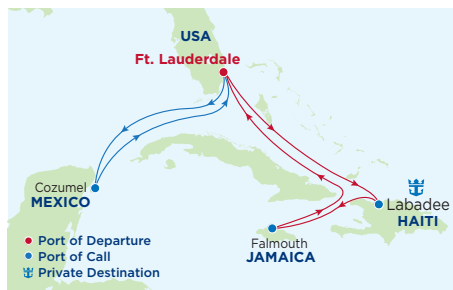 USA
Ft. Lauderdale
Cozumel
MEXICO
Labadee
HAITI
Falmouth
JAMAICA
Port of Departure
Port of Call
Private Destination